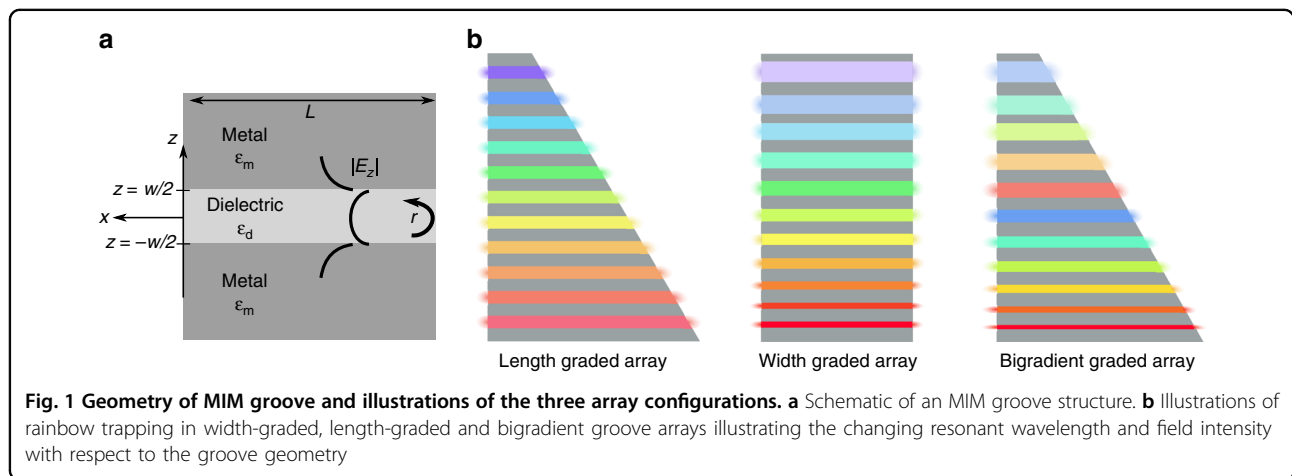 a
L
Metal
εm
z
z = w/2
|Ez|
x
Dielectric
εd
r
z = –w/2
Metal
εm
b
Length graded array
Width graded array
Bigradient graded array
Fig. 1 Geometry of MIM groove and illustrations of the three array configurations. a Schematic of an MIM groove structure. b Illustrations of
rainbow trapping in width-graded, length-graded and bigradient groove arrays illustrating the changing resonant wavelength and field intensity
with respect to the groove geometry